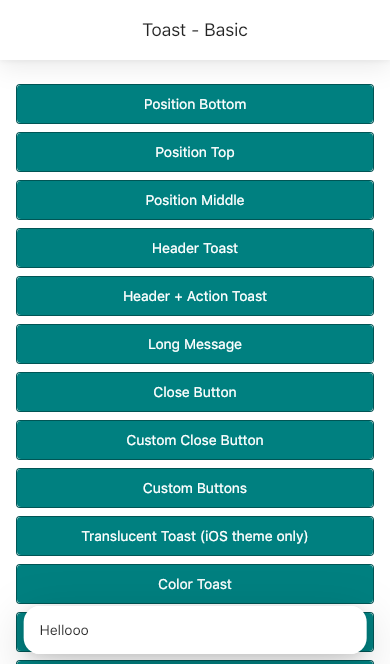 Toast - Basic
Position Bottom
Position Top
Position Middle
Header Toast
Header + Action Toast
Long Message
Close Button
Custom Close Button
Custom Buttons
Translucent Toast (iOS theme only)
Color Toast
Hellooo